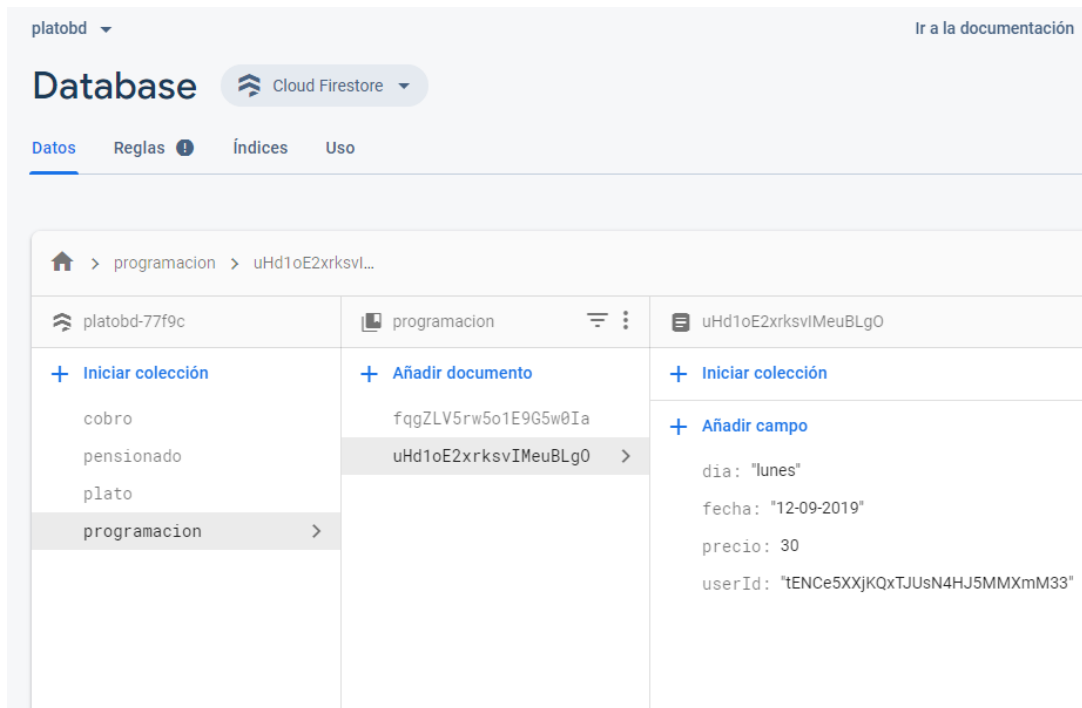 platobd
Ir a la documentación
Database
Cloud Firestore
Datos
Reglas
Índices
Uso
programacion > uHd1oE2xrksvI…
platobd-77f9c
programacion
uHd1oE2xrksvIMeuBLgO
+ Iniciar colección
+ Añadir documento
+ Iniciar colección
cobro
pensionado
plato
programacion
fqgZLV5rw5o1E9G5w0Ia
uHd1oE2xrksvIMeuBLgO
+ Añadir campo
dia: "lunes"
fecha: "12-09-2019"
precio: 30
userId: "tENCe5XXjKQxTJUsN4HJ5MMXmM33"